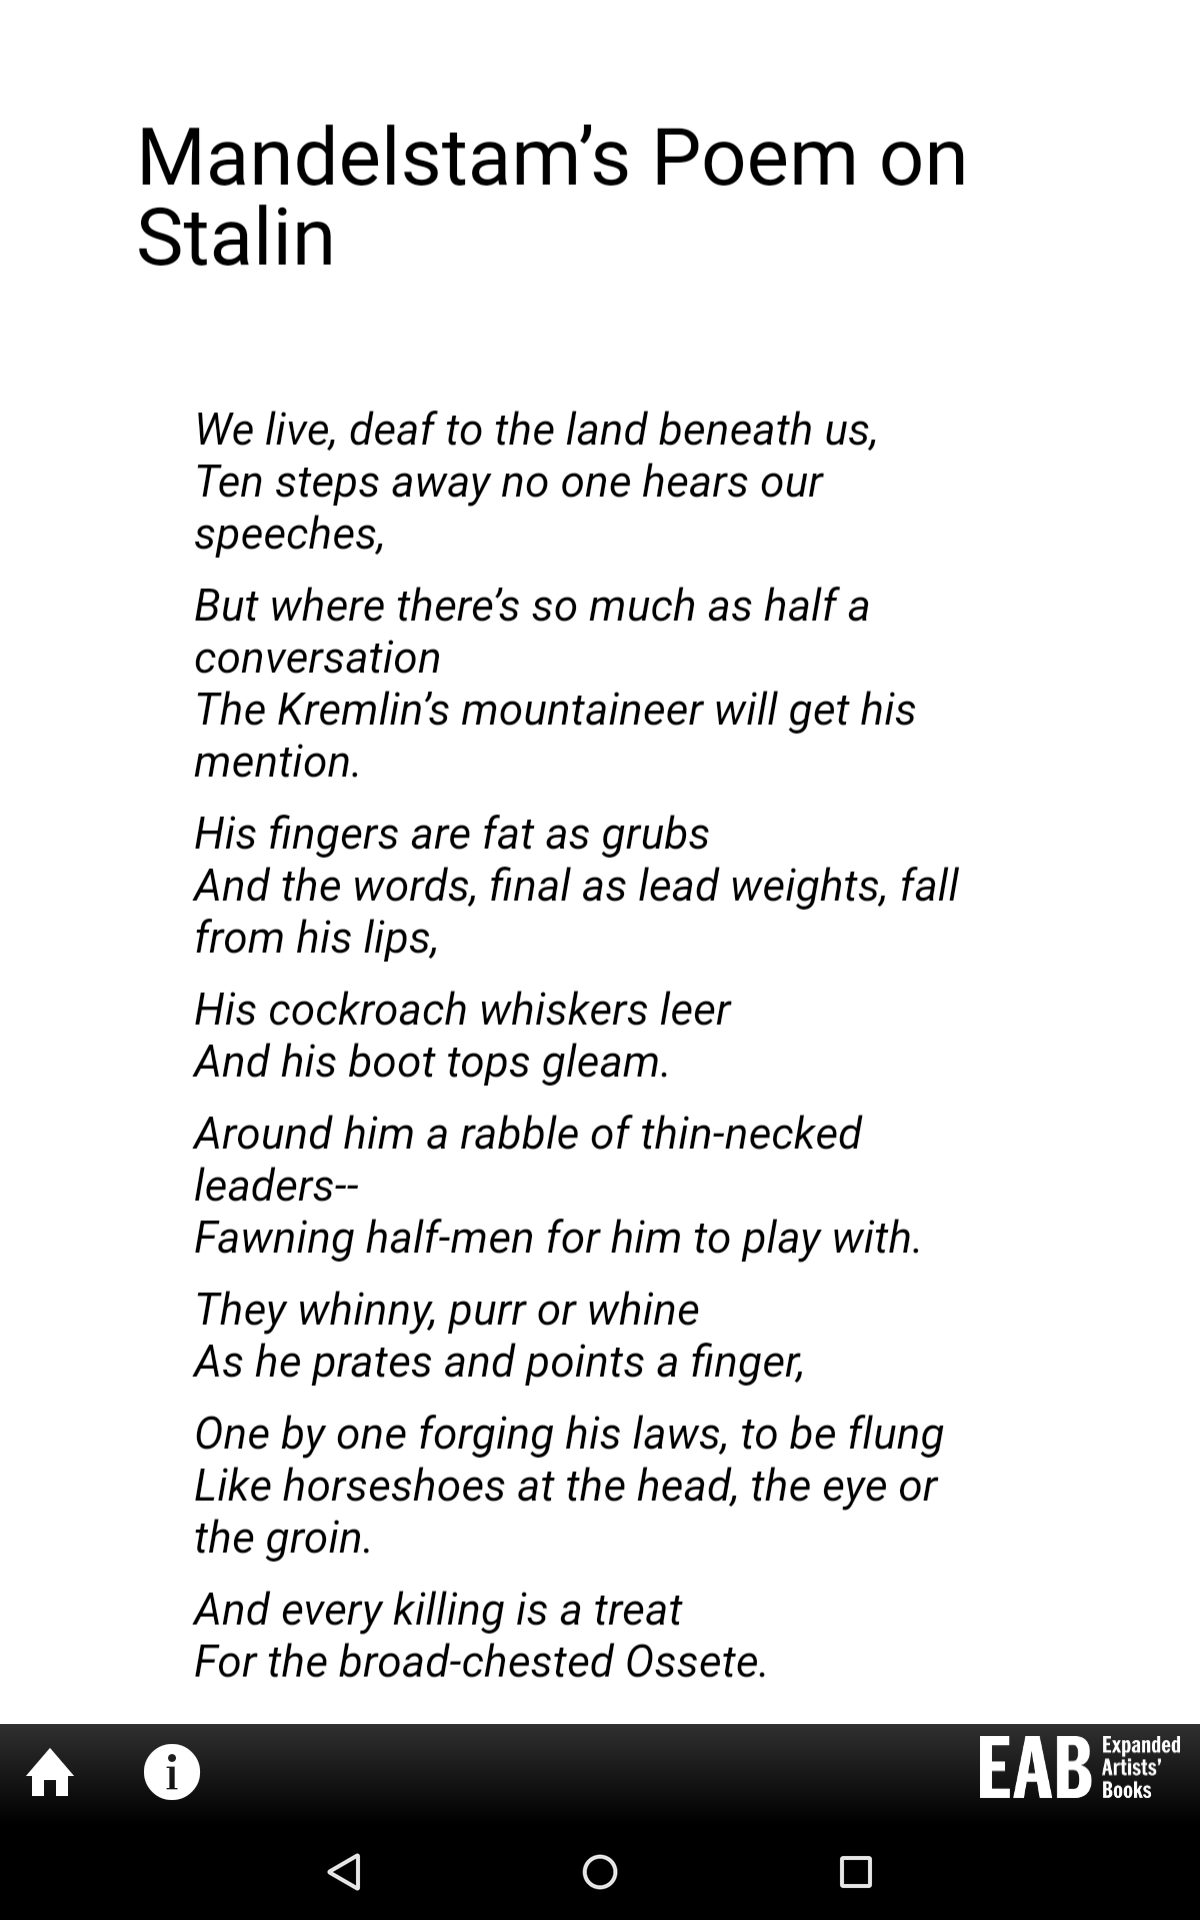 Mandelstam’s Poem on
Stalin
We live, deaf to the land beneath us,
Ten steps away no one hears our
speeches,
But where there’s so much as half a
conversation
The Kremlin’s mountaineer will get his
mention.
His fingers are fat as grubs
And the words, final as lead weights, fall
from his lips,
His cockroach whiskers leer
And his boot tops gleam.
Around him a rabble of thin-necked
leaders--
Fawning half-men for him to play with.
They whinny, purr or whine
As he prates and points a finger,
One by one forging his laws, to be flung
Like horseshoes at the head, the eye or
the groin.
And every killing is a treat
For the broad-chested Ossete.
i
EAB
Expanded
Artists’
Books